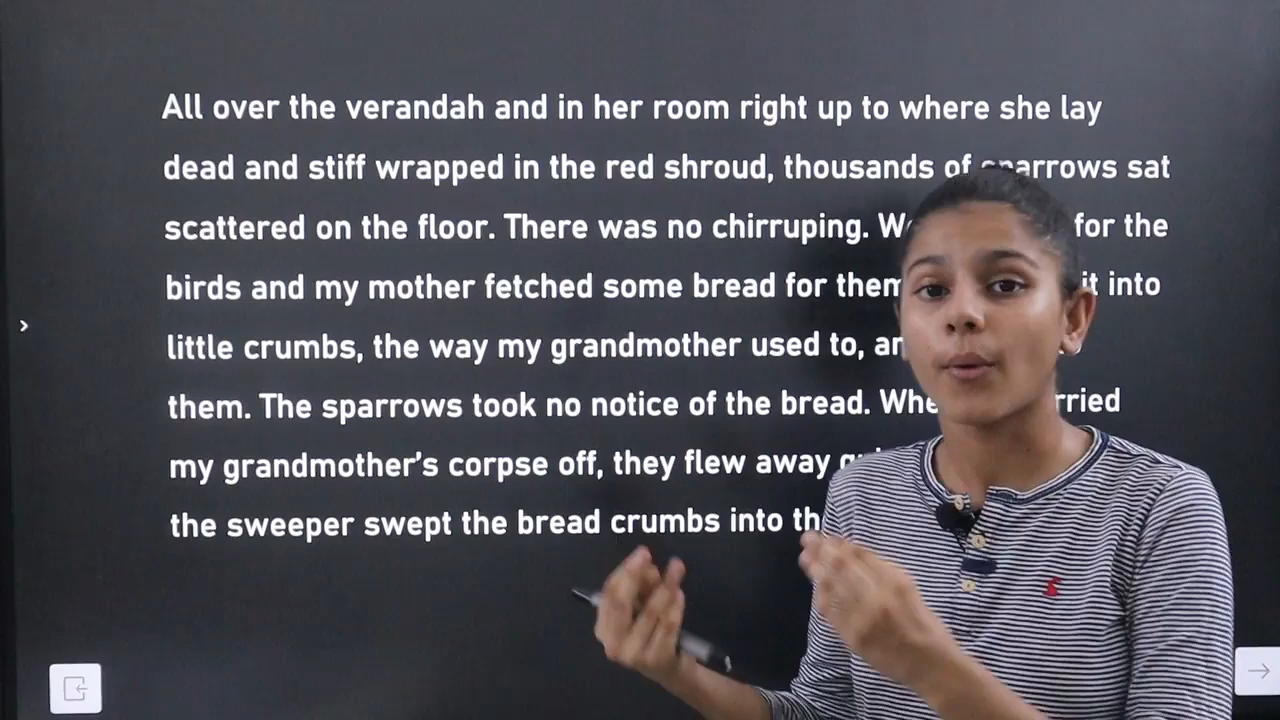 All over the verandah and in her room right up to where she lay
dead and stiff wrapped in the red shroud, thousands of sparrows sat
scattered on the floor. There was no chirruping. for the
birds and my mother fetched some bread for them it into
little crumbs, the way my grandmother used to,
them. The sparrows took no notice of the bread.
my grandmother's corpse off, they flew away
the sweeper swept the bread crumbs into